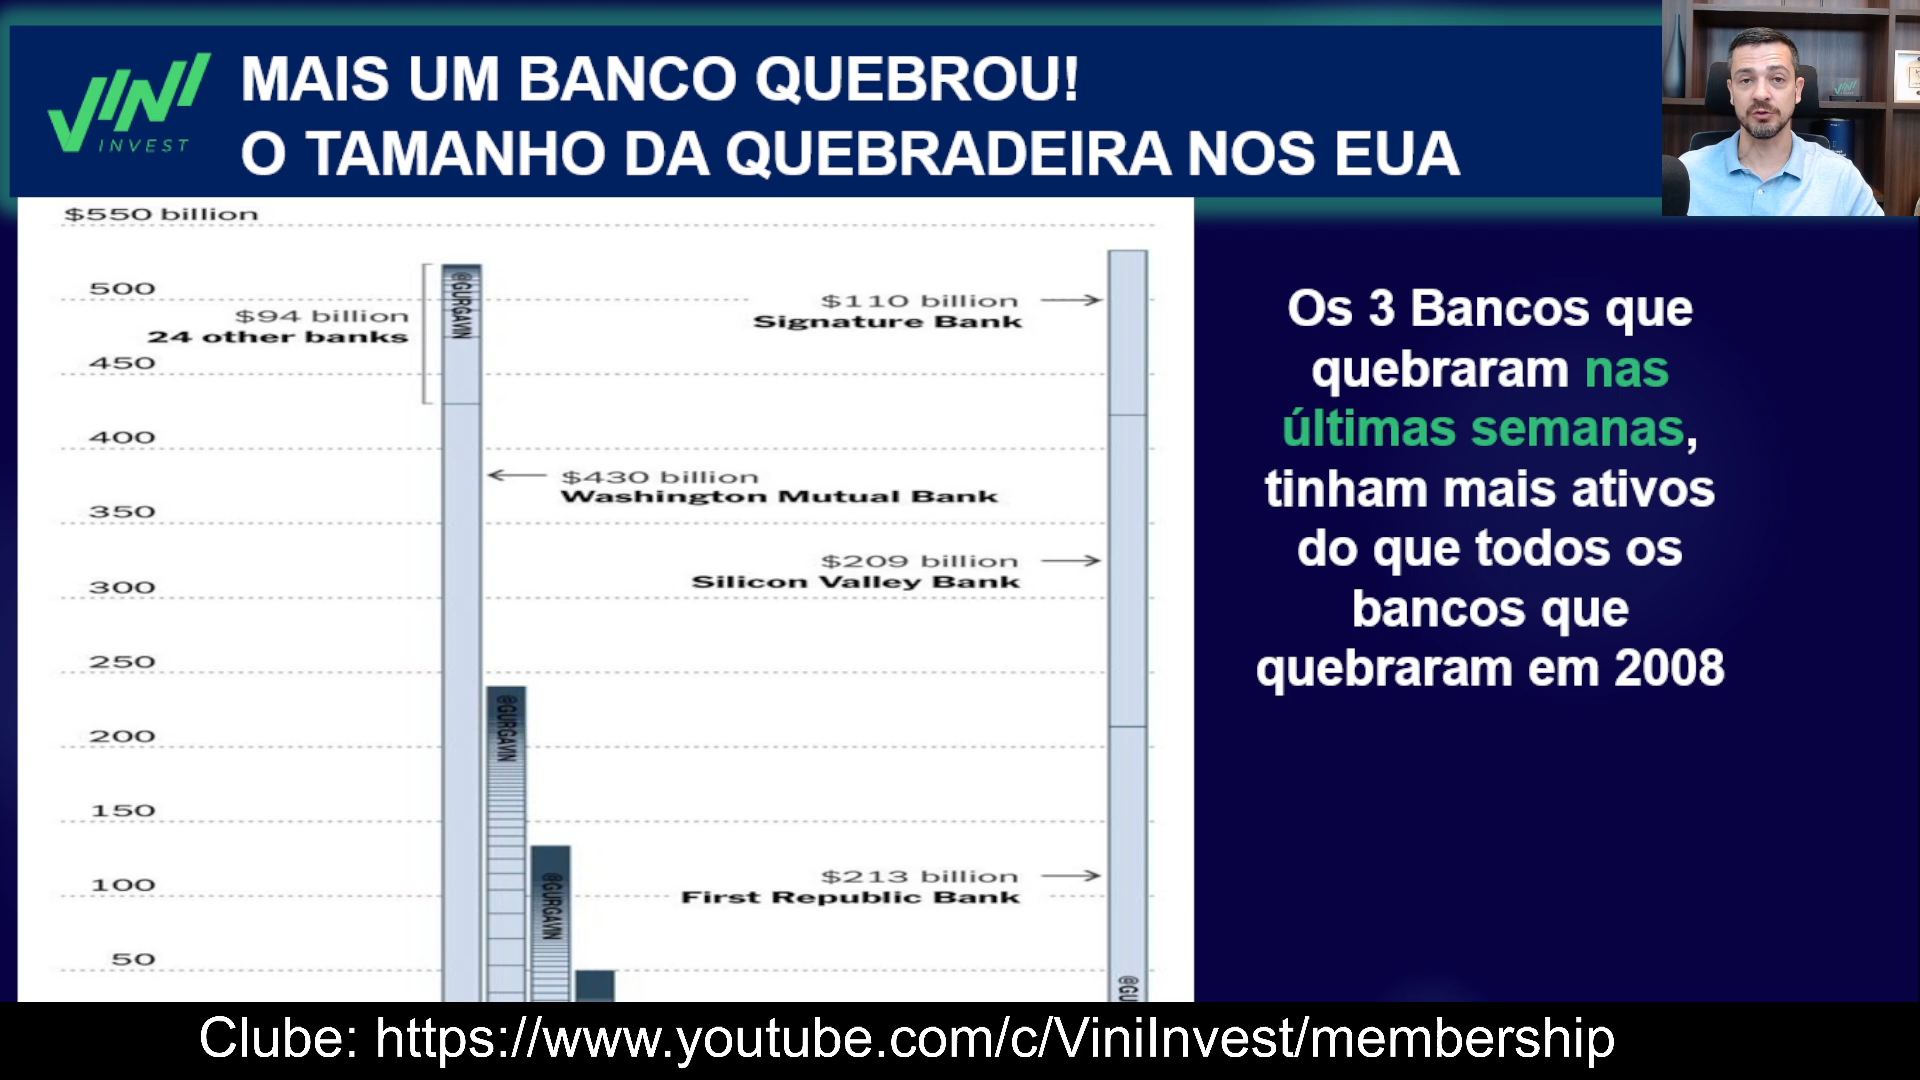 VINI
INVEST
MAIS UM BANCO QUEBROU!
O TAMANHO DA QUEBRADEIRA NOS EUA
$550 billion
500
$94 billion
24 other banks
450
400
350
300
250
200
150
100
50
@GURGAVIN
$430 billion
Washington Mutual Bank
@GURGAVIN
@GURGAVIN
$110 billion
Signature Bank
$209 billion
Silicon Valley Bank
$213 billion
First Republic Bank
@GU
Os 3 Bancos que
quebraram nas
últimas semanas,
tinham mais ativos
do que todos os
bancos que
quebraram em 2008
Clube: https://www.youtube.com/c/ViniInvest/membership